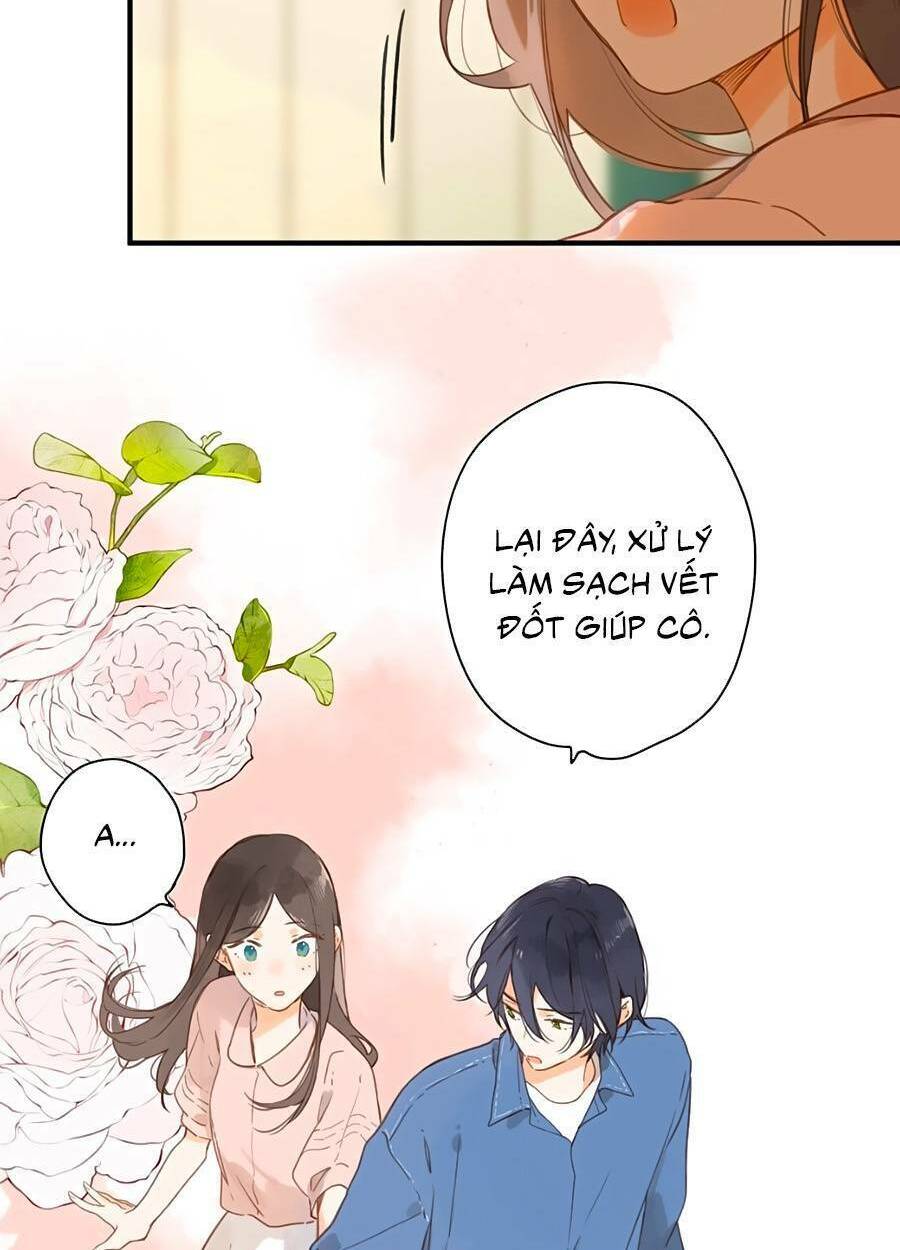 LẠI ĐÂY, XỬ LÝ
LÀM SẠCH VẾT
ĐỐT GIÚP CÔ.
A...